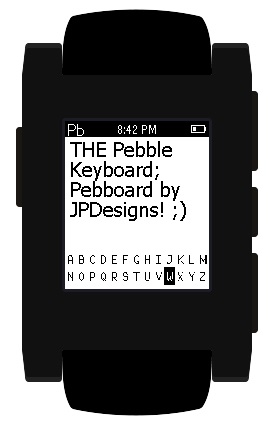 Pb 8:42 PM
THE Pebble
Keyboard;
Pebboard by
JPDesigns! ;)
A B C D E F G H I J K L M
N O P Q R S T U V W X Y Z